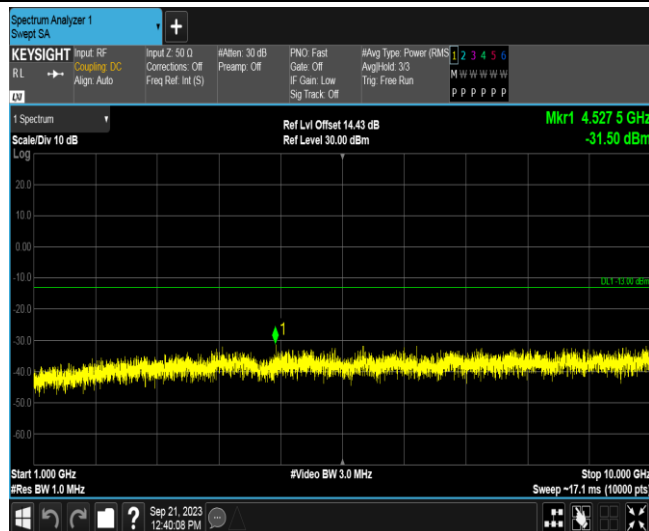 Spectrum Analyzer 1
Swept SA
+
KEYSIGHT
RL
Input: RF
Coupling: DC
Align: Auto
Input Z: 50 Ω
Corrections: Off
Freq Ref: Int (S)
#Atten: 30 dB
Preamp: Off
PNO: Fast
Gate: Off
IF Gain: Low
Sig Track: Off
#Avg Type: Power (RMS
Avg|Hold: 3/3
Trig: Free Run
1 2 3 4 5 6
M W W W W W
P P P P P P
LXI
1 Spectrum
Scale/Div 10 dB
Ref Lvl Offset 14.43 dB
Ref Level 30.00 dBm
Mkr1 4.527 5 GHz
-31.50 dBm
Log
20.0
10.0
0.00
-10.0
DL1 -13.00 dBm
-20.0
1
-30.0
-40.0
-50.0
-60.0
Start 1.000 GHz
#Res BW 1.0 MHz
#Video BW 3.0 MHz
Stop 10.000 GHz
Sweep ~17.1 ms (10000 pts)
?
Sep 21, 2023
12:40:08 PM